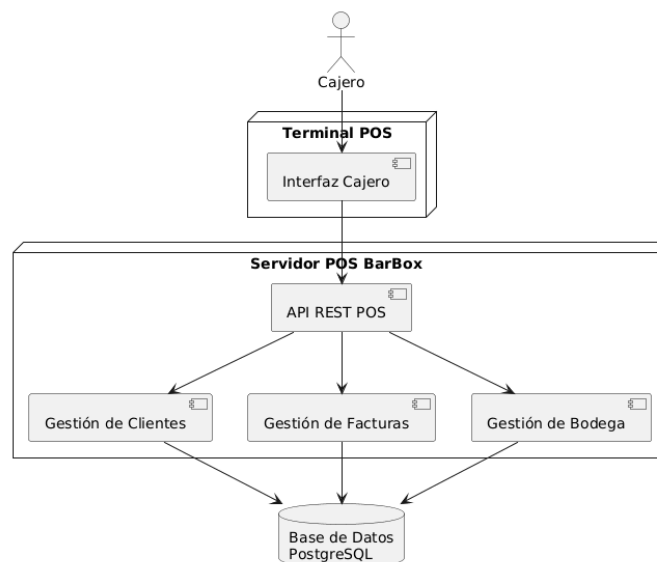 Cajero
Terminal POS
Interfaz Cajero
Servidor POS BarBox
API REST POS
Gestión de Clientes
Gestión de Facturas
Gestión de Bodega
Base de Datos
PostgreSQL